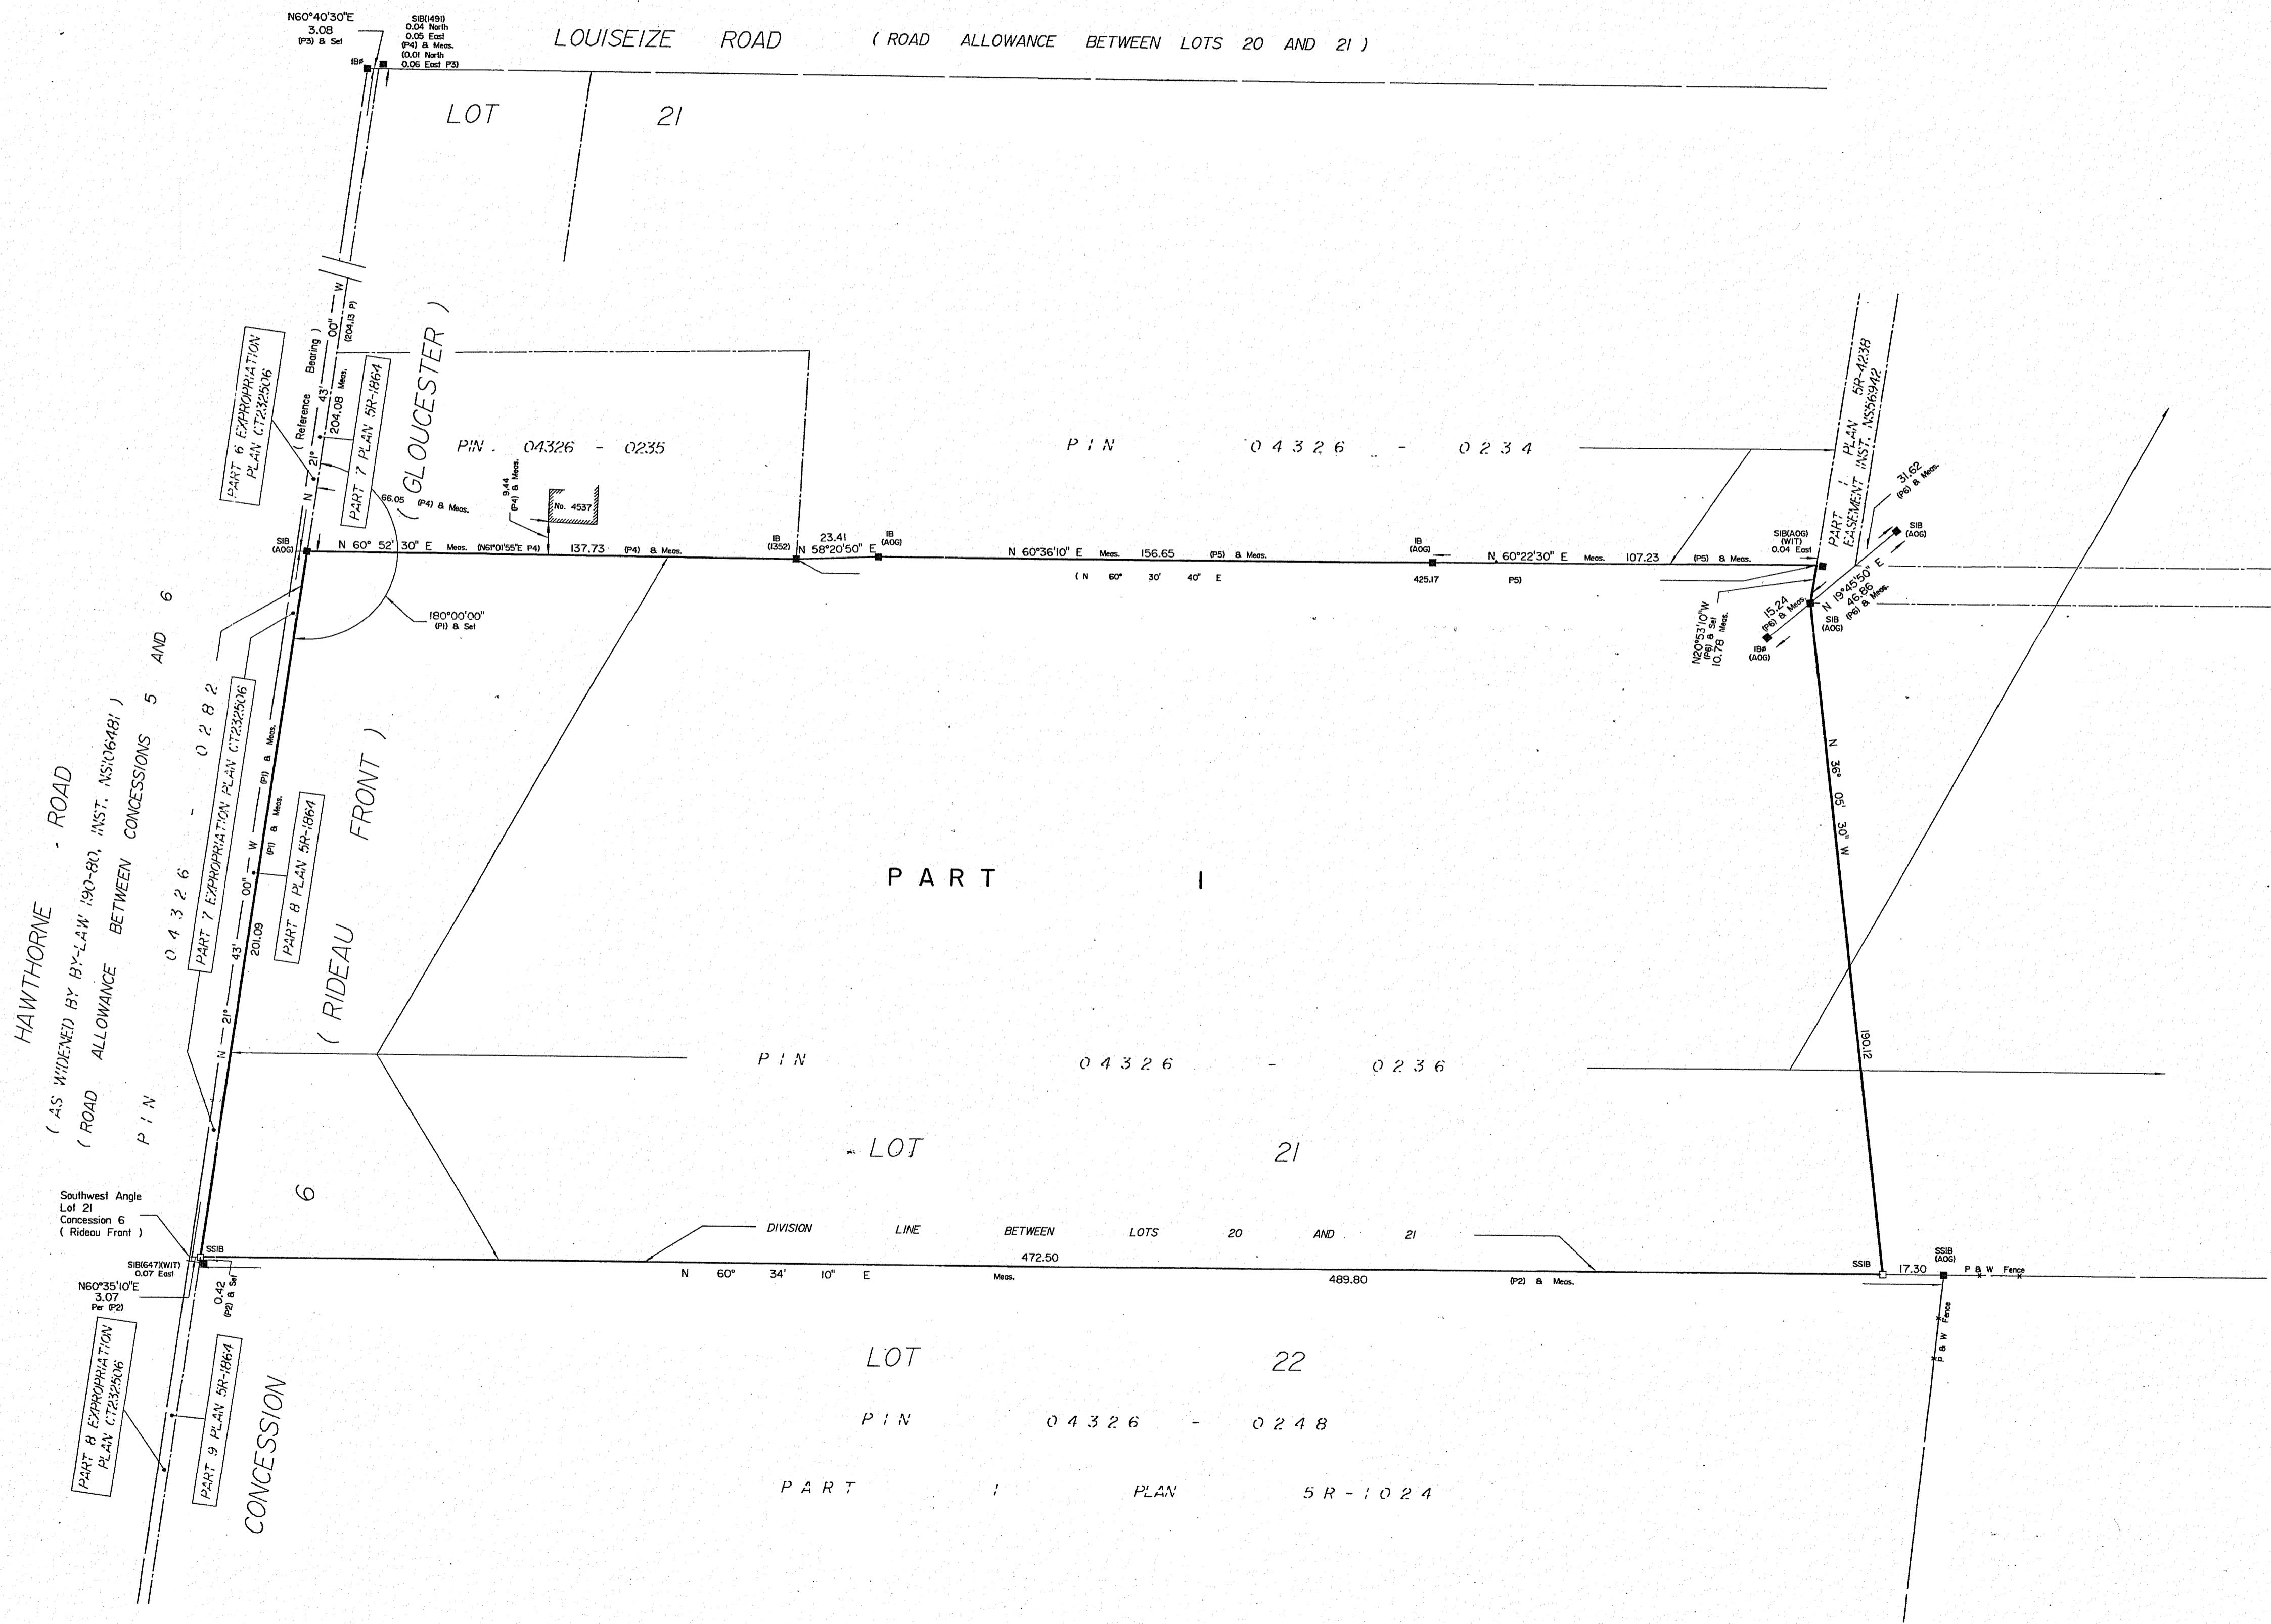 N60°40'30"E
3.08
(P3) & Set
SIB(1491)
0.04 North
0.05 East
(P4) & Meas.
(0.01 North
0.06 East P3)
IBø
LOUISEIZE ROAD ( ROAD ALLOWANCE BETWEEN LOTS 20 AND 21 )
LOT 21
N 21° 43' 00" W
( Reference Bearing )
204.08 Meas.
(204.13 P)
PART 6 EXPROPRIATION
PLAN CT232506
PART 7 PLAN 5R-1864
( GLOUCESTER )
PIN 04326 - 0235
PIN 04326 - 0234
66.05 (P4) & Meas.
9.44
(P4) & Meas.
No. 4537
PART 1 PLAN 5R-4238
EASEMENT INST. NS56942
31.62
(P6) & Meas.
SIB
(AOG)
SIB
(AOG)
N 60° 52' 30" E Meas. (N61°01'55"E P4) 137.73 (P4) & Meas.
IB
(1352)
23.41
N 58°20'50" E
IB
(AOG)
N 60°36'10" E Meas. 156.65 (P5) & Meas.
IB
(AOG)
N 60°22'30" E Meas. 107.23 (P5) & Meas.
( N 60° 30' 40" E 425.17 P5)
SIB(AOG)
(WIT)
0.04 East
N 19°45'50" E
46.86
(P6) & Meas.
15.24
(P6) & Meas.
SIB
(AOG)
IBø
(AOG)
N20°53'10"W
(P6) & Set
10.78 Meas.
180°00'00"
(P1) & Set
HAWTHORNE - ROAD
( AS WIDENED BY BY-LAW 190-80, INST. NS106481 )
( ROAD ALLOWANCE BETWEEN CONCESSIONS 5 AND 6
PIN 04326 - 0282
PART 7 EXPROPRIATION PLAN CT232506
N 21° 43' 00" W (P1) & Meas.
201.09 (P1) & Meas.
PART 8 PLAN 5R-1864
( RIDEAU FRONT )
N 36° 05' 30" W
190.12
PART 1
PIN 04326 - 0236
LOT 21
6
Southwest Angle
Lot 21
Concession 6
( Rideau Front )
SSIB
DIVISION LINE BETWEEN LOTS 20 AND 21
472.50
N 60° 34' 10" E Meas. 489.80 (P2) & Meas.
SSIB
17.30
SSIB
(AOG)
P & W Fence
P & W Fence
SIB(647)(WIT)
0.07 East
N60°35'10"E
3.07
Per (P2)
0.42
(P2) & Set
PART 8 EXPROPRIATION
PLAN CT232506
PART 9 PLAN 5R-1864
CONCESSION
LOT 22
PIN 04326 - 0248
PART 1 PLAN 5R-1024